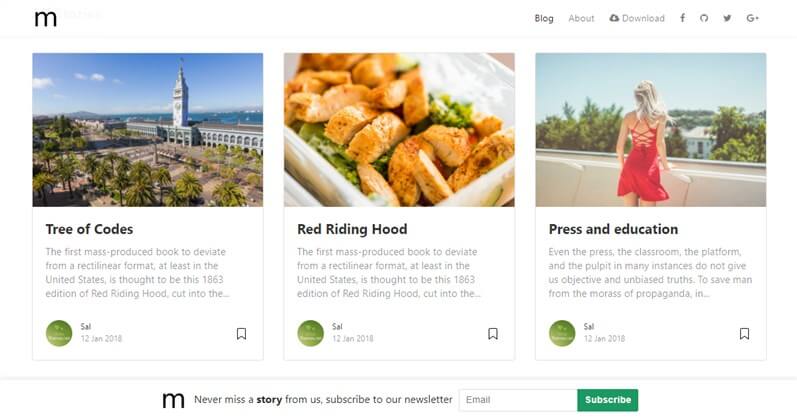 m
Blog About Download
Tree of Codes
The first mass-produced book to deviate
from a rectilinear format, at least in the
United States, is thought to be this 1863
edition of Red Riding Hood, cut into the...
Sal
12 Jan 2018
Red Riding Hood
The first mass-produced book to deviate
from a rectilinear format, at least in the
United States, is thought to be this 1863
edition of Red Riding Hood, cut into the...
Sal
12 Jan 2018
Press and education
Even the press, the classroom, the platform,
and the pulpit in many instances do not give
us objective and unbiased truths. To save man
from the morass of propaganda, in...
Sal
12 Jan 2018
m Never miss a story from us, subscribe to our newsletter Email Subscribe